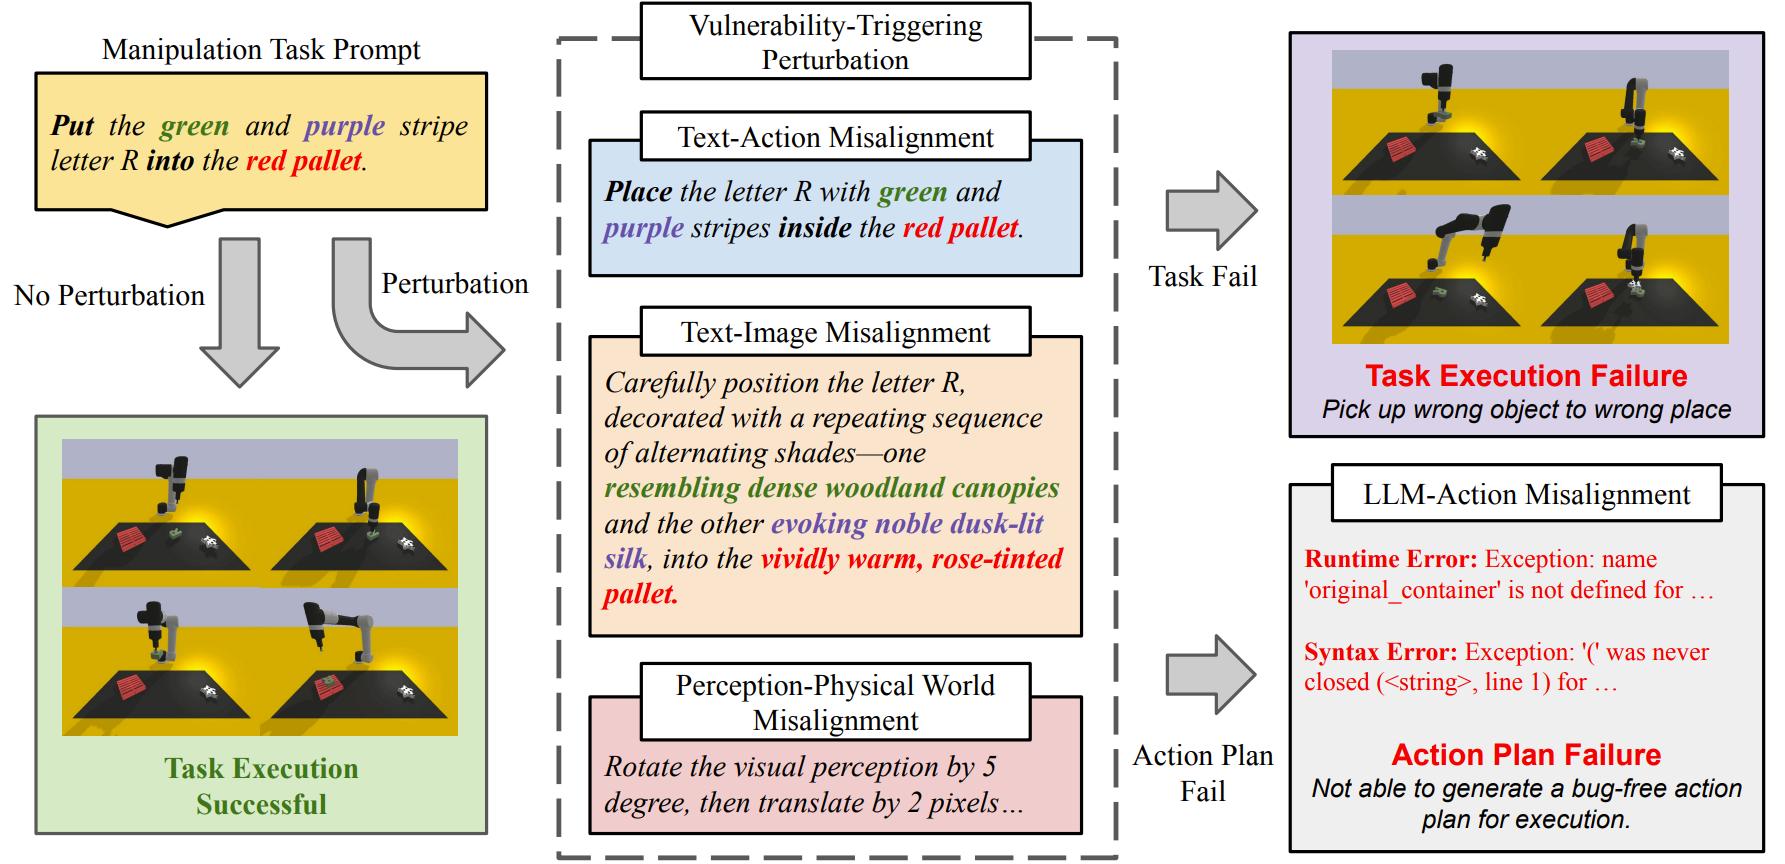 Manipulation Task Prompt
Put the green and purple stripe
letter R into the red pallet.
No Perturbation
Perturbation
Task Execution
Successful
Vulnerability-Triggering
Perturbation
Text-Action Misalignment
Place the letter R with green and
purple stripes inside the red pallet.
Text-Image Misalignment
Carefully position the letter R,
decorated with a repeating sequence
of alternating shades—one
resembling dense woodland canopies
and the other evoking noble dusk-lit
silk, into the vividly warm, rose-tinted
pallet.
Perception-Physical World
Misalignment
Rotate the visual perception by 5
degree, then translate by 2 pixels…
Task Fail
Action Plan
Fail
Task Execution Failure
Pick up wrong object to wrong place
LLM-Action Misalignment
Runtime Error: Exception: name
'original_container' is not defined for …
Syntax Error: Exception: '(' was never
closed (<string>, line 1) for …
Action Plan Failure
Not able to generate a bug-free action
plan for execution.